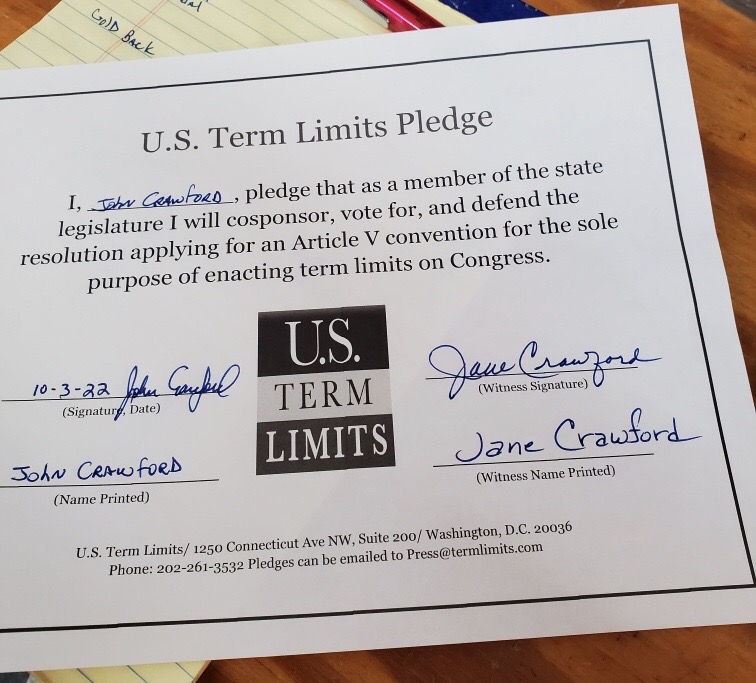 GOLD BACK
U.S. Term Limits Pledge
I, John Crawford, pledge that as a member of the state
legislature I will cosponsor, vote for, and defend the
resolution applying for an Article V convention for the sole
purpose of enacting term limits on Congress.
U.S.
TERM
LIMITS
10-3-22 John Crawford
(Signature, Date)
John Crawford
(Name Printed)
Jane Crawford
(Witness Signature)
Jane Crawford
(Witness Name Printed)
U.S. Term Limits/ 1250 Connecticut Ave NW, Suite 200/ Washington, D.C. 20036
Phone: 202-261-3532 Pledges can be emailed to Press@termlimits.com